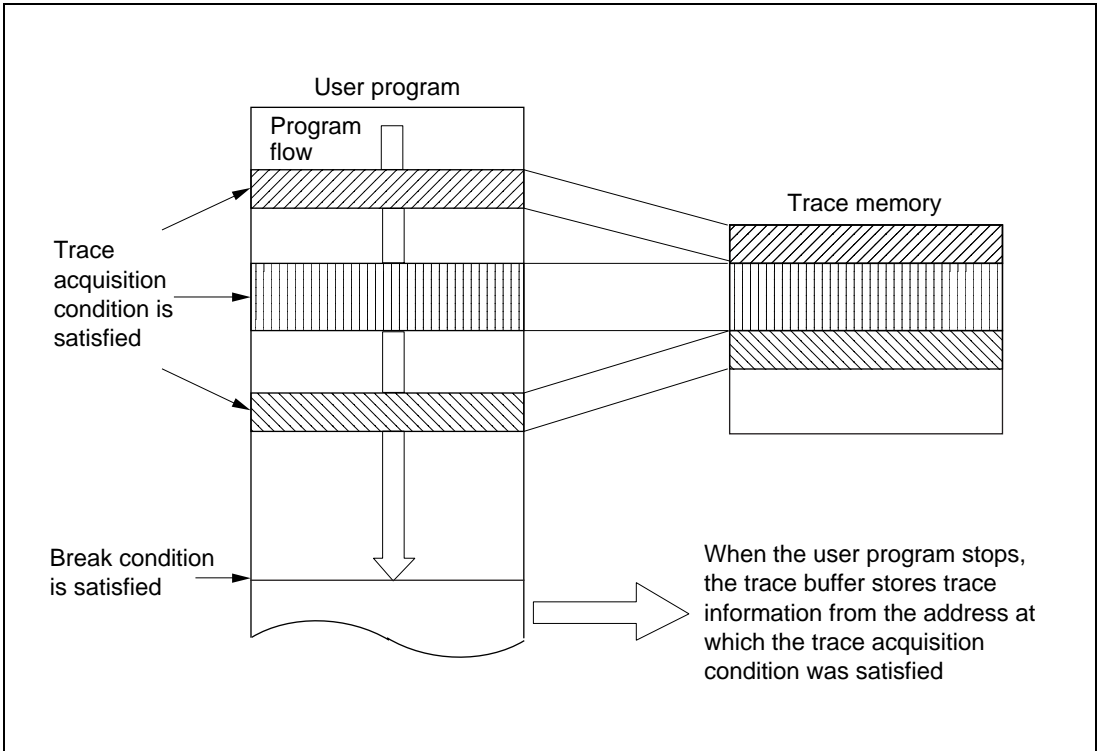 User program
Program
flow
Trace memory
Trace
acquisition
condition is
satisfied
Break condition
is satisfied
When the user program stops,
the trace buffer stores trace
information from the address at
which the trace acquisition
condition was satisfied